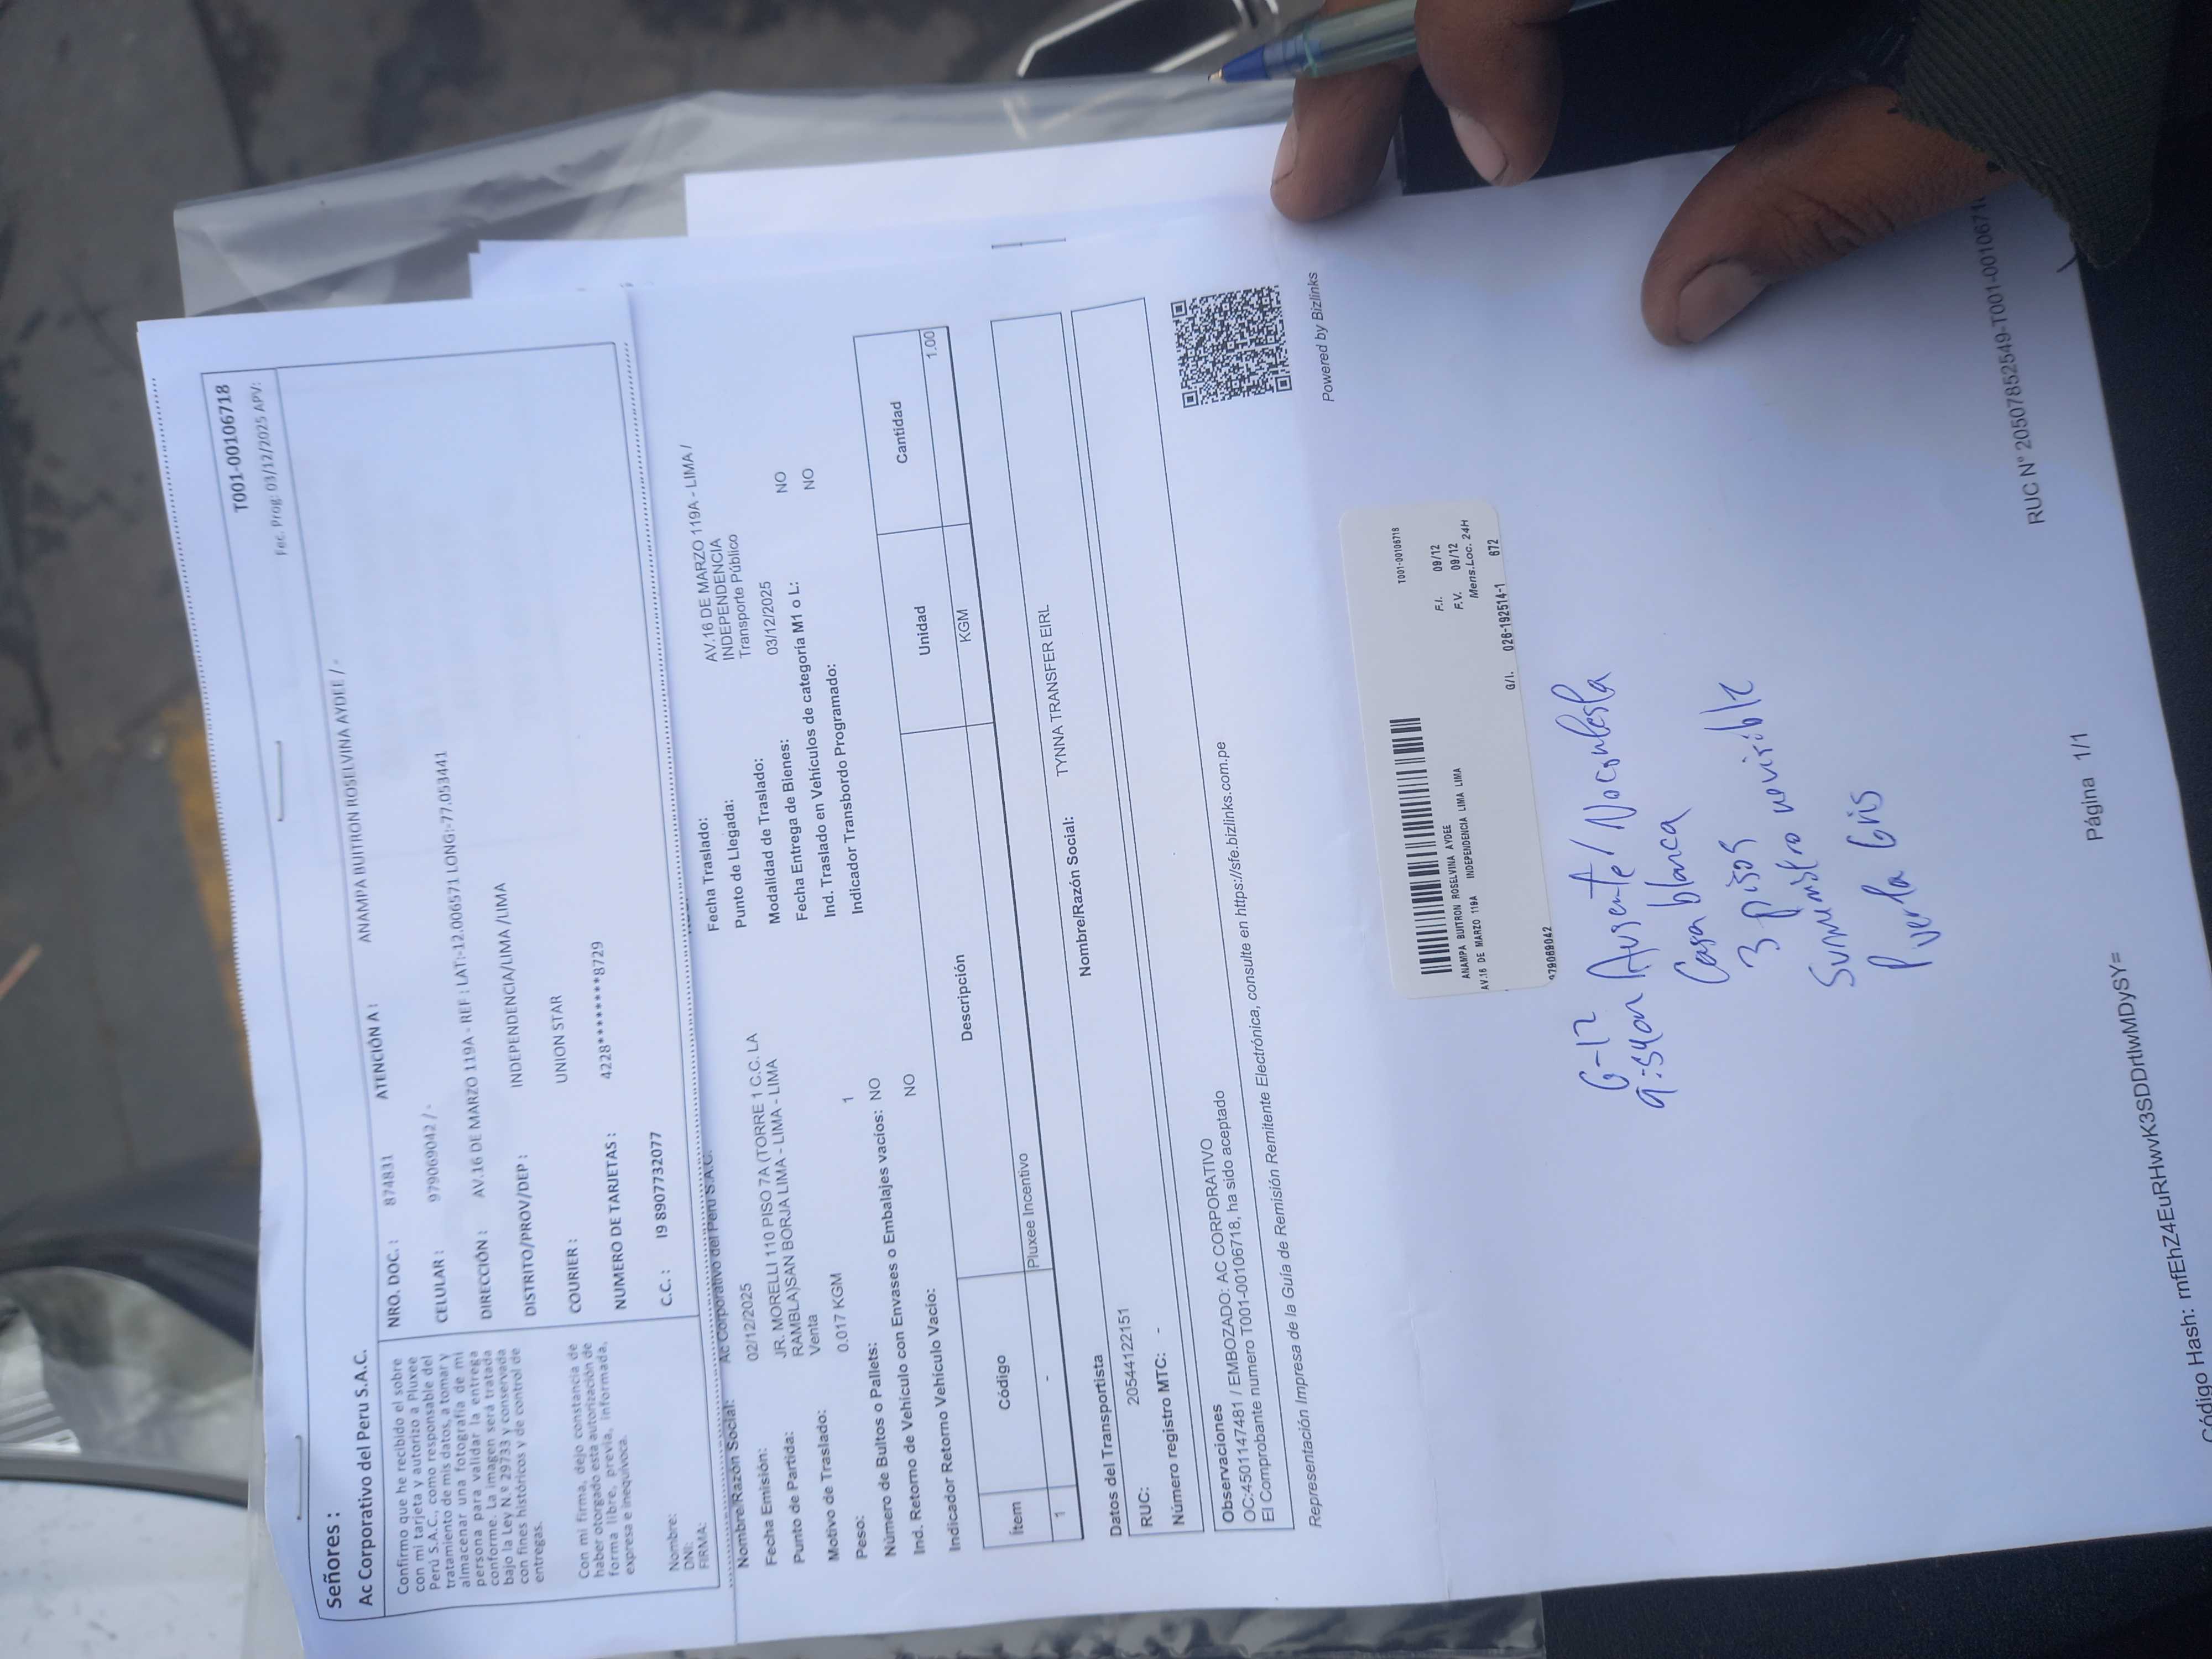 T001-00106718
Fec. Prog: 03/12/2025 APV:
Señores :
Ac Corporativo del Peru S.A.C.
Confirmo que he recibido el sobre
con mi tarjeta y autorizo a Pluxee
Perú S.A.C., como responsable del
tratamiento de mis datos, a tomar y
almacenar una fotografía de mi
persona para validar la entrega
conforme. La imagen será tratada
bajo la Ley N.º 29733 y conservada
con fines históricos y de control de
entregas.
Con mi firma, dejo constancia de
haber otorgado esta autorización de
forma libre, previa, informada,
expresa e inequívoca.
Nombre:
DNI:
FIRMA:
NRO. DOC. : 874831 ATENCIÓN A : ANAMPA BUITRON ROSELVINA AYDEE / -
CELULAR : 979069042 / -
DIRECCIÓN : AV.16 DE MARZO 119A - REF : LAT:-12.006571 LONG:-77.053441
DISTRITO/PROV/DEP : INDEPENDENCIA/LIMA /LIMA
COURIER : UNION STAR
NUMERO DE TARJETAS : 4228********8729
C.C. : I9 8907732077
Nombre/Razón Social: Ac Corporativo del Peru S.A.C.
Fecha Emisión: 02/12/2025
Punto de Partida: JR. MORELLI 110 PISO 7A (TORRE 1 C.C. LA
RAMBLA)SAN BORJA LIMA - LIMA - LIMA
Motivo de Traslado: Venta
Peso: 0.017 KGM
Número de Bultos o Pallets: 1
Ind. Retorno de Vehículo con Envases o Embalajes vacíos: NO
Indicador Retorno Vehículo Vacio: NO
Fecha Traslado:
Punto de Llegada: AV.16 DE MARZO 119A - LIMA /
INDEPENDENCIA
Modalidad de Traslado: Transporte Público
Fecha Entrega de Bienes: 03/12/2025
Ind. Traslado en Vehículos de categoría M1 o L: NO
Indicador Transbordo Programado: NO
Ítem Código Descripción Unidad Cantidad
1 - Pluxee Incentivo KGM 1.00
Datos del Transportista
RUC: 20544122151 Nombre/Razón Social: TYNNA TRANSFER EIRL
Número registro MTC: -
Observaciones
OC:4501147481 / EMBOZADO: AC CORPORATIVO
El Comprobante numero T001-00106718, ha sido aceptado
Representación Impresa de la Guía de Remisión Remitente Electrónica, consulte en https://sfe.bizlinks.com.pe
Powered by Bizlinks
T001-00106718
ANAMPA BUITRON ROSELVINA AYDEE
AV.16 DE MARZO 119A INDEPENDENCIA LIMA LIMA
F.I. 09/12
F.V. 09/12
Mens.Loc. 24H
979069042
G/I. 026-192514-1 672
G-12
Ausente / No contesta
Casa blanca
3 pisos
Suministro no visible
Puerta Gris
RUC N° 20507852549-T001-0010671
Página 1/1
Código Hash: mfEhZ4EuRHwvK3SDDrtIwMDySY=